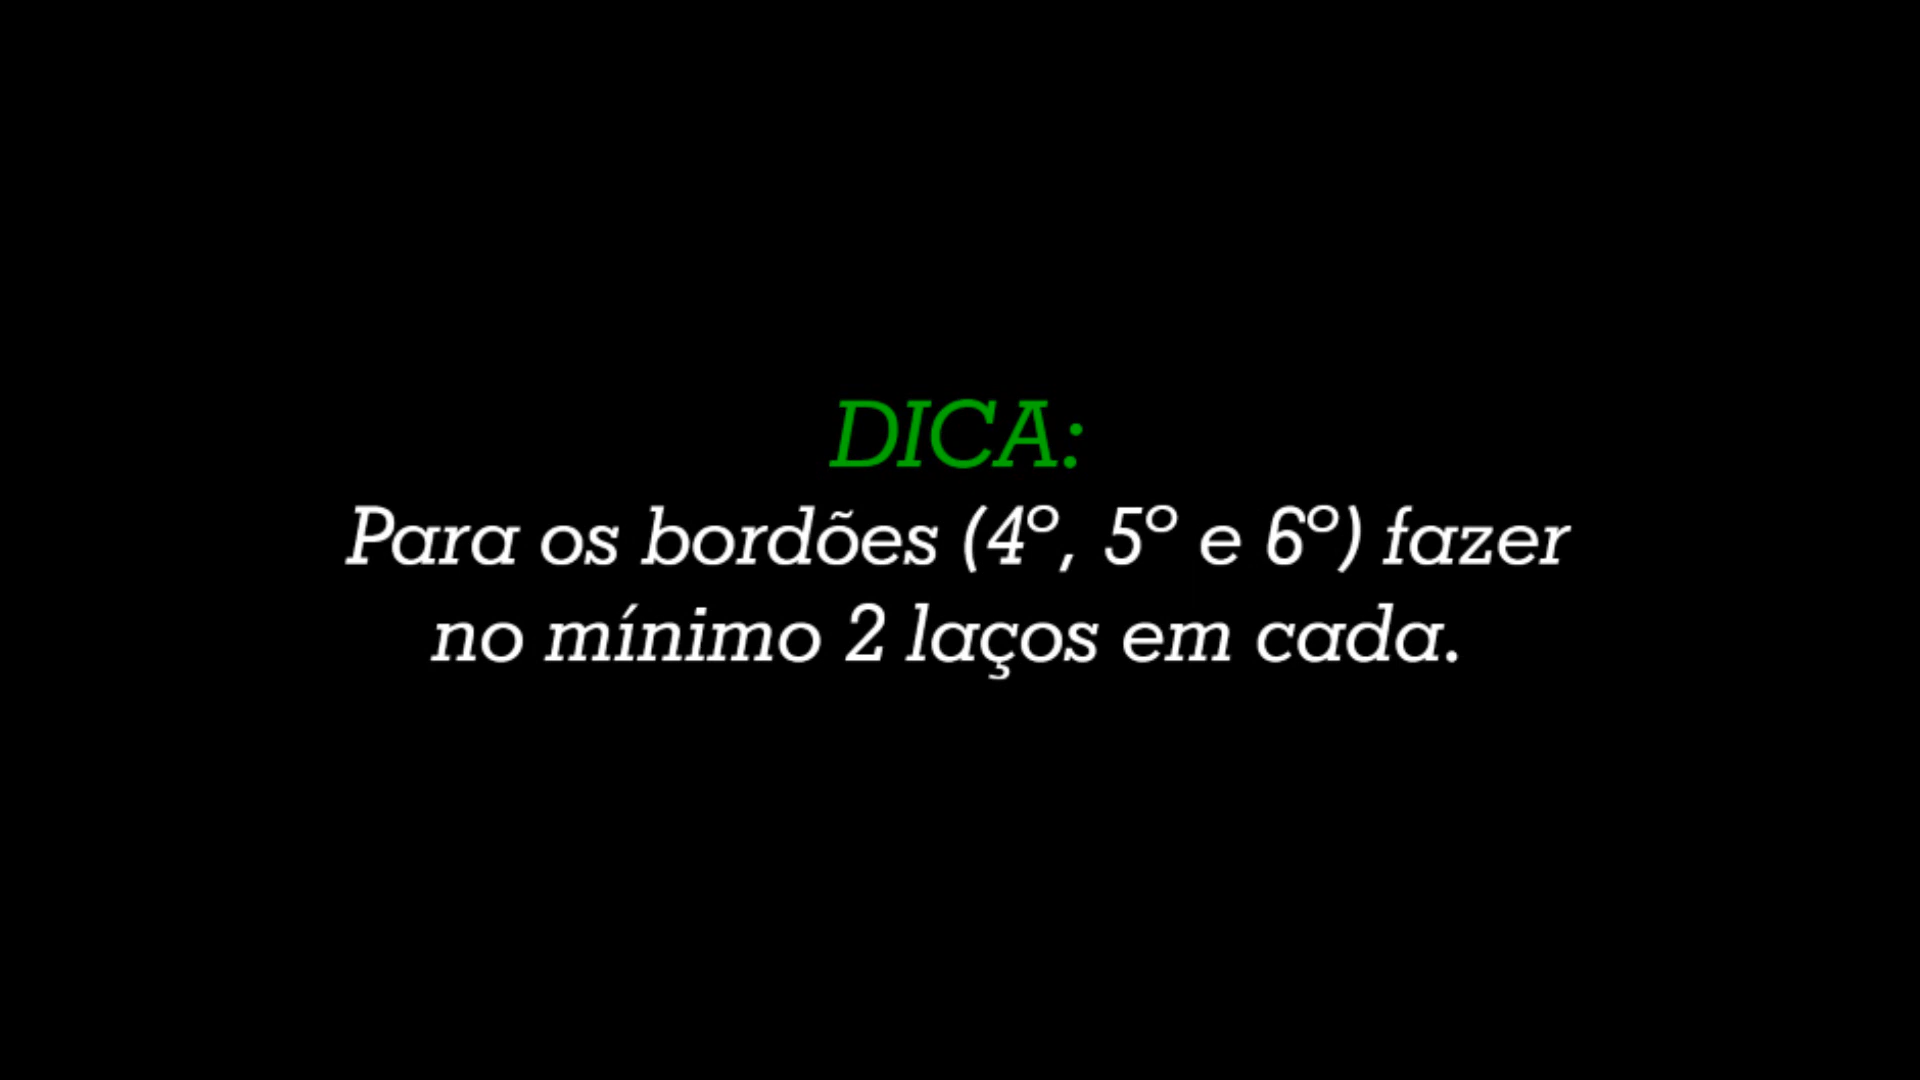 DICA:
Para os bordões (4º, 5º e 6º) fazer
no mínimo 2 laços em cada.